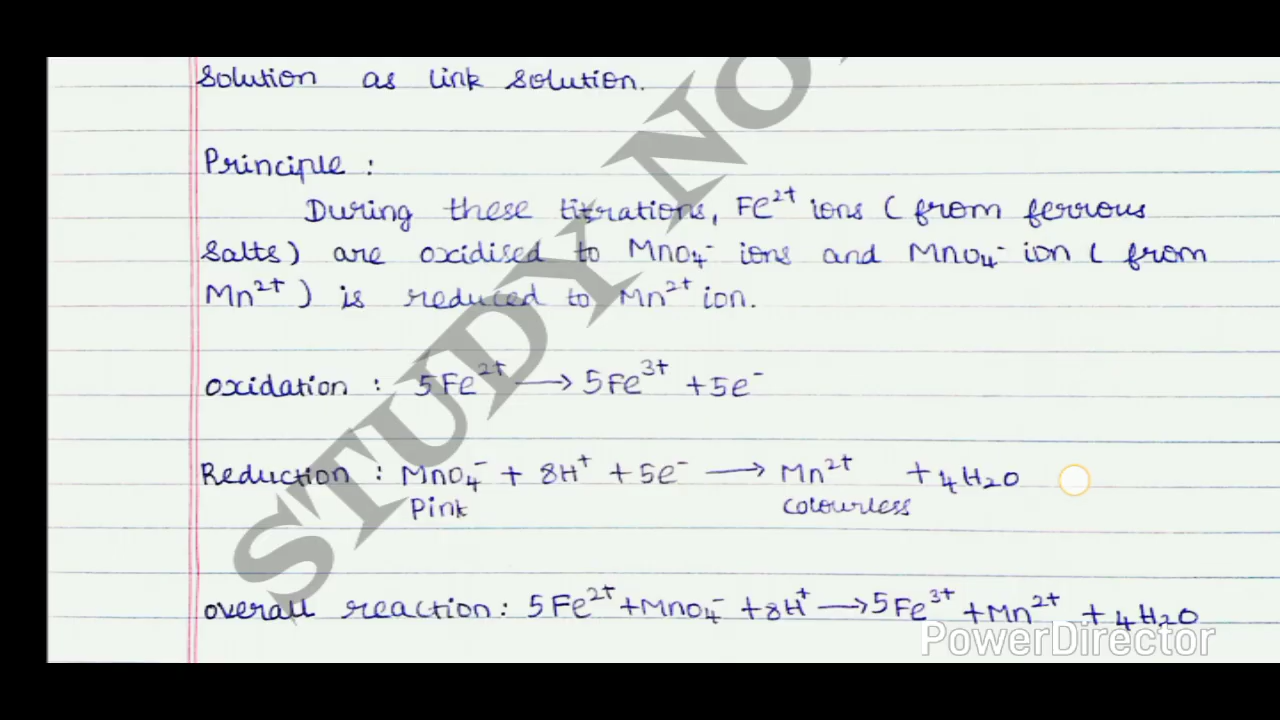 Solution as link solution.
Principle :
During these titrations, Fe²⁺ ions ( from ferrous
salts ) are oxidised to MnO₄⁻ ions and MnO₄⁻ ion ( from
Mn²⁺ ) is reduced to Mn²⁺ ion.
oxidation : 5Fe²⁺ ⟶ 5Fe³⁺ + 5e⁻
Reduction : MnO₄⁻ + 8H⁺ + 5e⁻ ⟶ Mn²⁺ + 4H₂O
Pink colourless
overall reaction : 5Fe²⁺ + MnO₄⁻ + 8H⁺ ⟶ 5Fe³⁺ + Mn²⁺ + 4H₂O
STUDY NO
PowerDirector